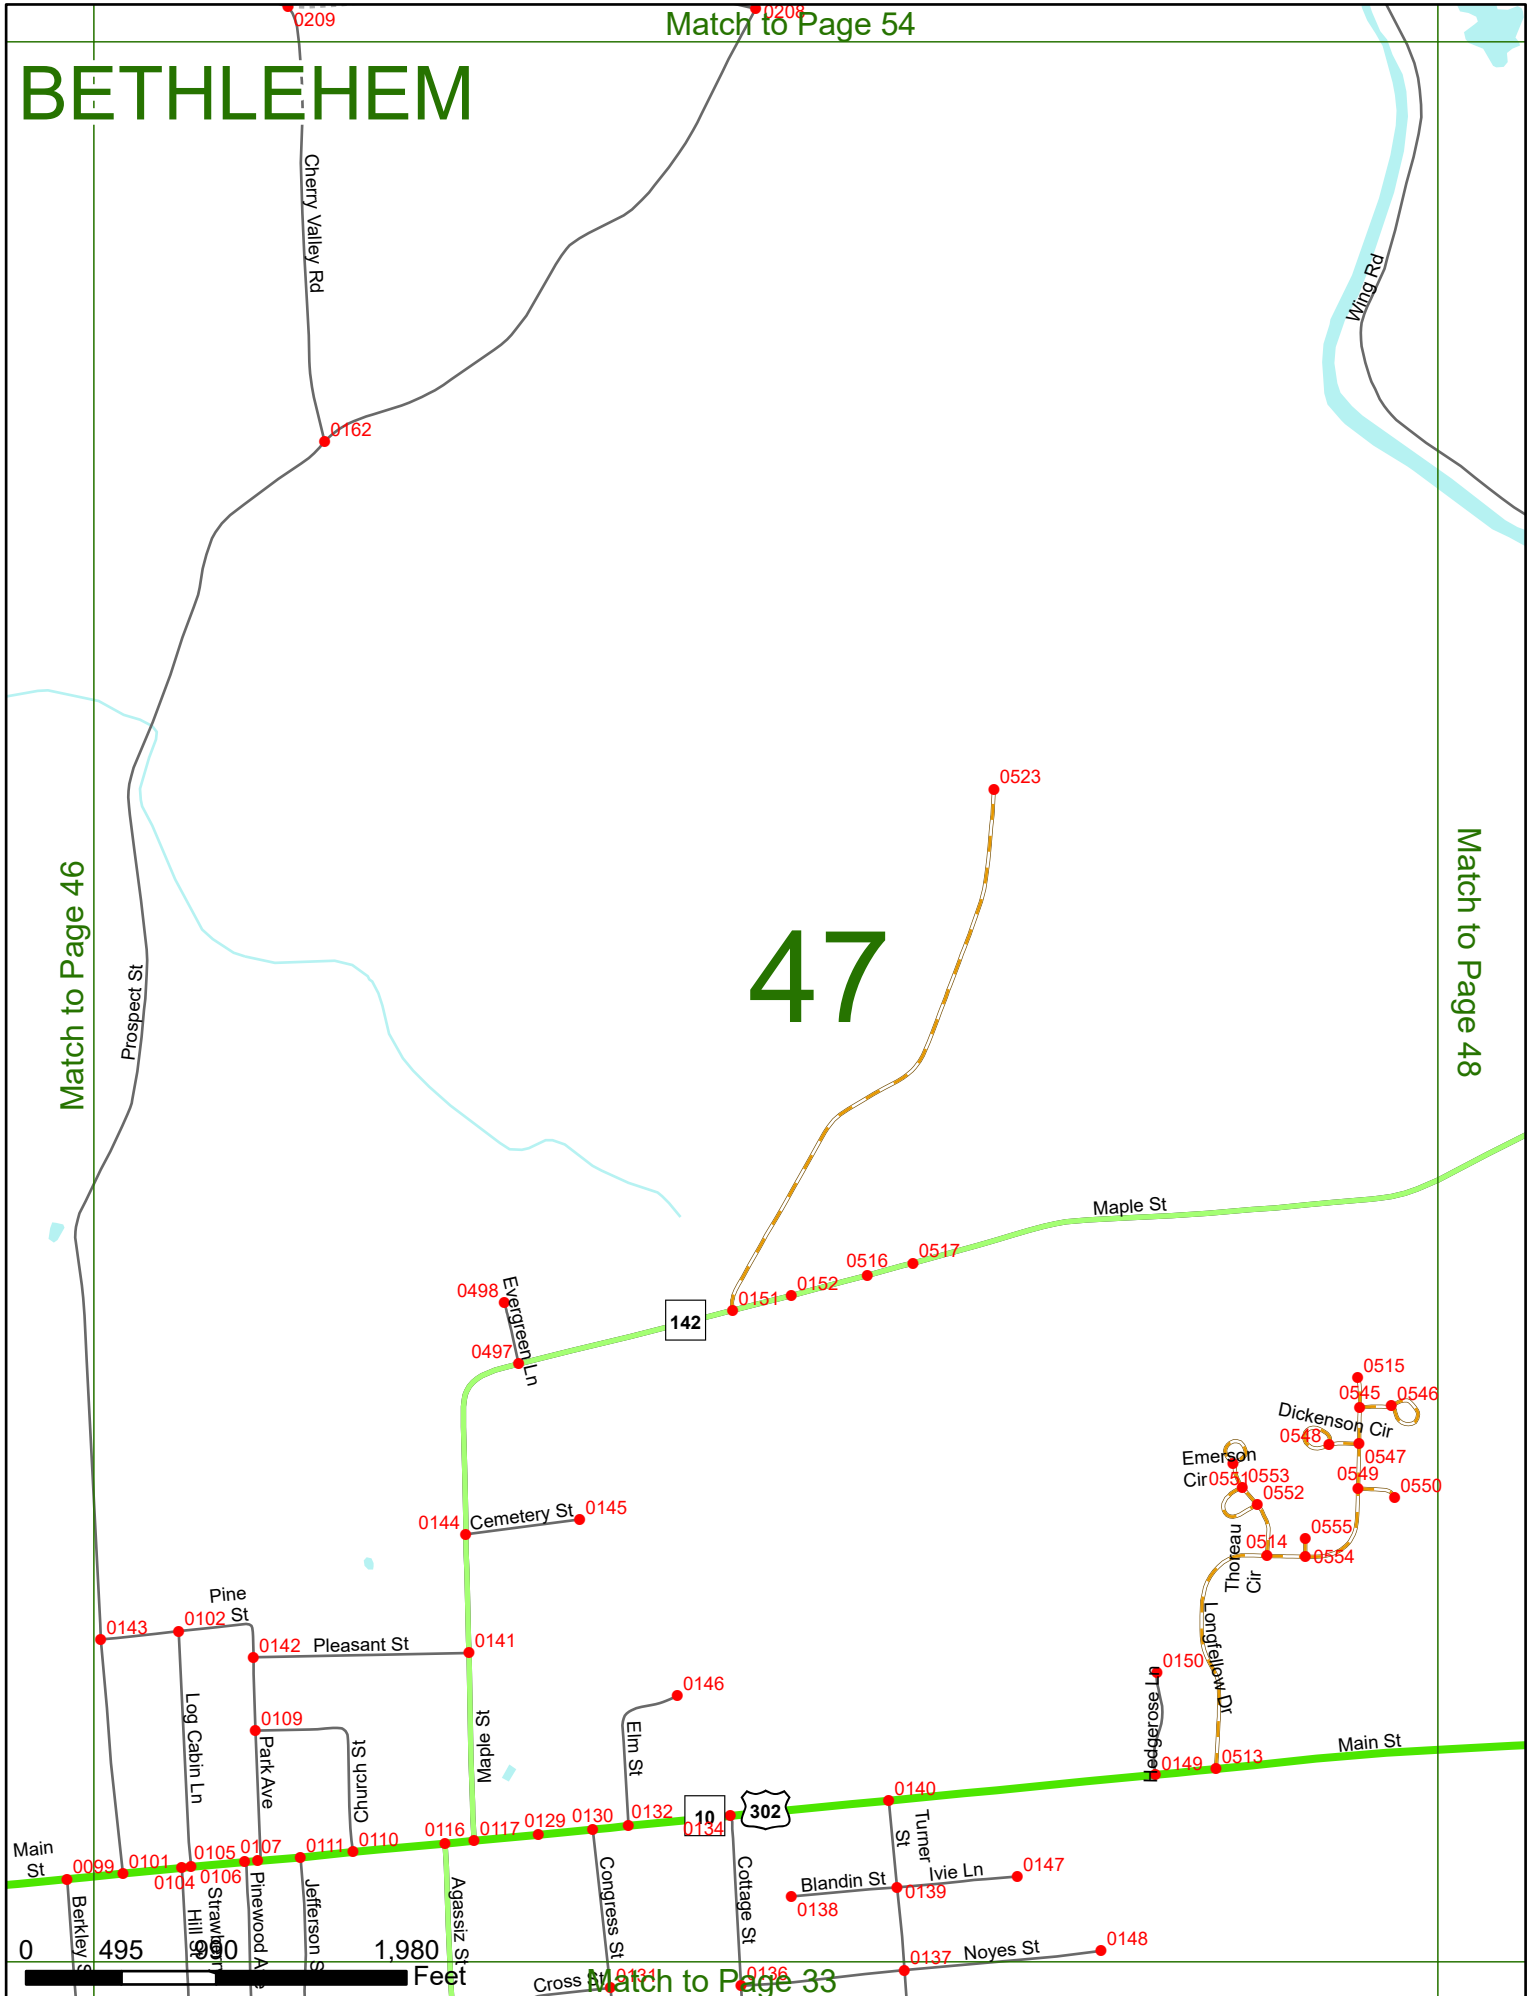 0209
0208
Match to Page 54
BETHLEHEM
Cherry Valley Rd
Wing Rd
0162
0523
Match to Page 46
47
Match to Page 48
Prospect St
Maple St
0517
0516
0152
0151
0498
Evergreen Ln
142
0497
0515
0545
0546
Dickenson Cir
0548
0547
Emerson
Cir
0551
0553
0552
0549
0550
0145
Cemetery St
0144
0555
0514
0554
Thoreau
Cir
Pine
St
0102
0143
0142
Pleasant St
0141
Longfellow Dr
0150
0146
Log Cabin Ln
0109
Park Ave
Church St
Maple St
Elm St
Hedgerose Ln
0149
0513
Main St
0140
302
10
0134
0132
0130
0129
0117
0116
0110
0111
0107
0105
0106
0104
0101
0099
Main
St
Turner
St
Blandin St
Ivie Ln
0147
0139
0138
Berkley S
Strawberry
Hill St
Pinewood Ave
Jefferson S
Agassiz St
Congress St
Cottage St
0137
Noyes St
0148
0
495
990
1,980
Feet
Cross St
0131
0136
Match to Page 33